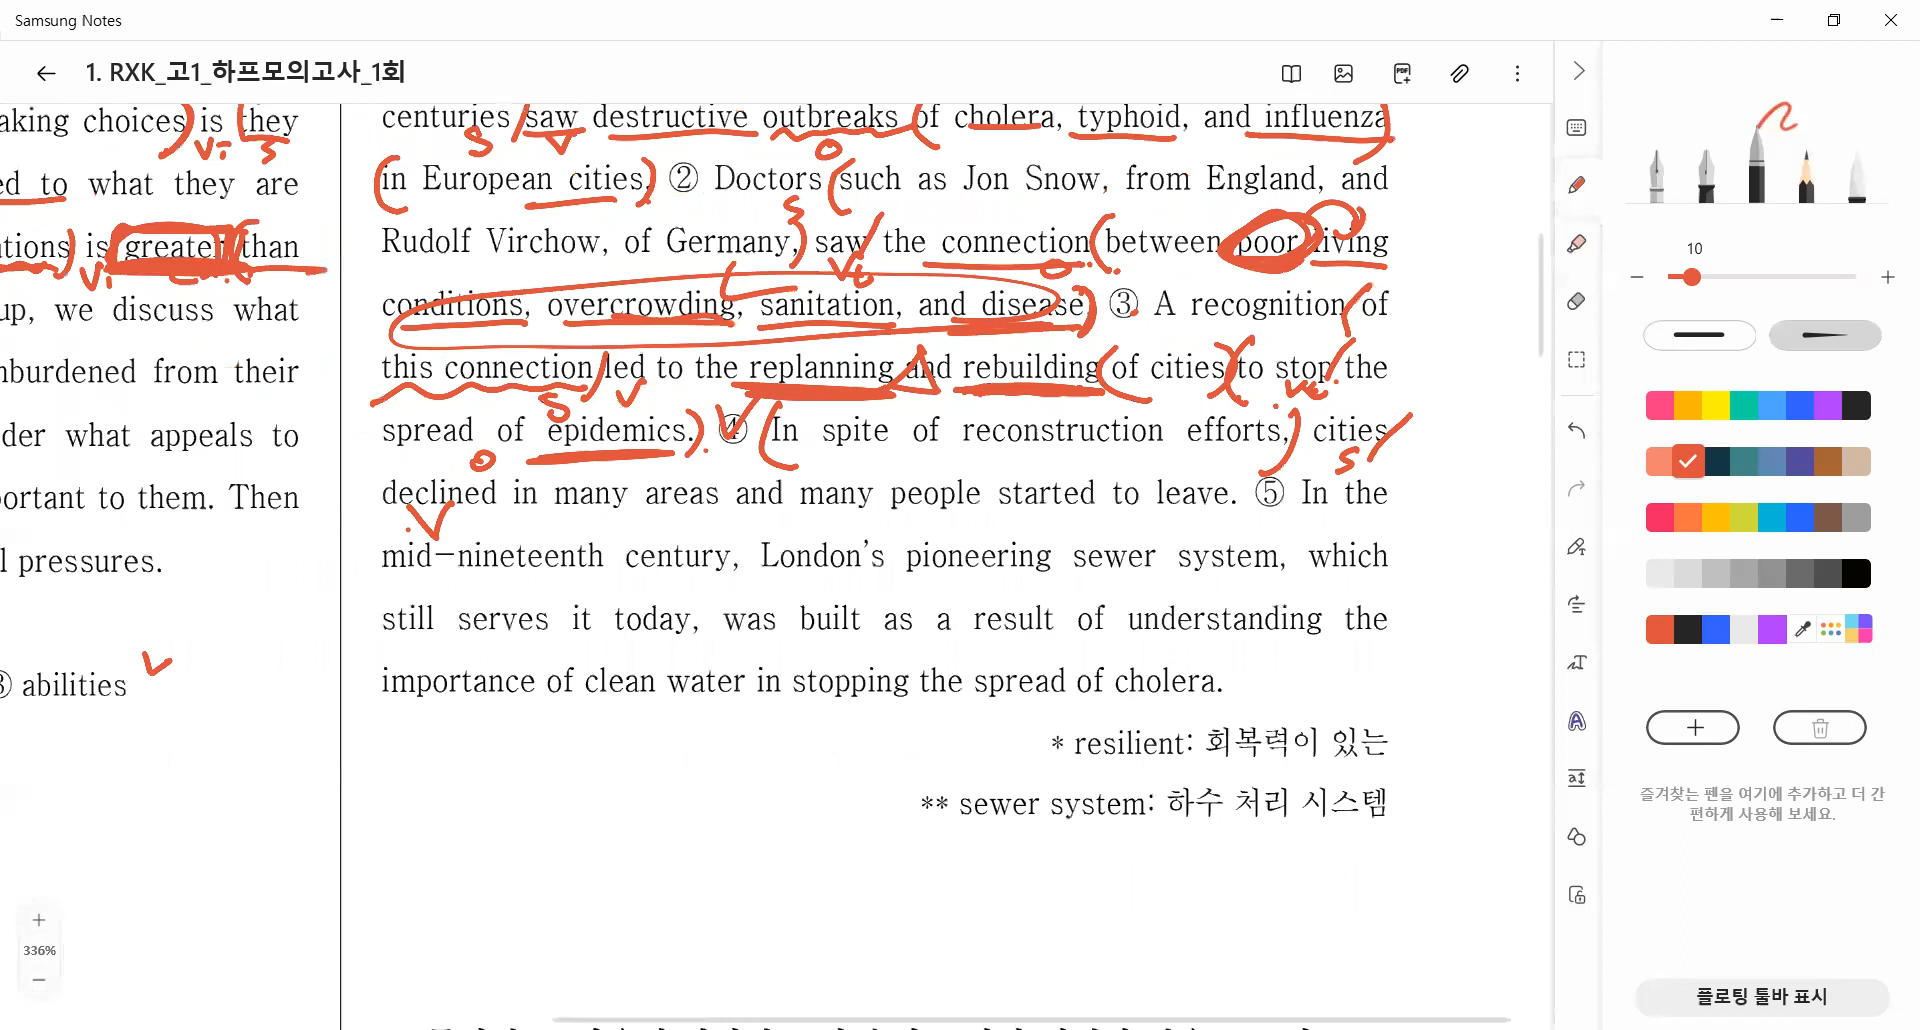 Samsung Notes
1. RXK_고1_하프모의고사_1회
aking choices) is (they
ed to what they are
ations) is greater (than
up, we discuss what
nburdened from their
der what appeals to
portant to them. Then
l pressures.
③ abilities
centuries saw destructive outbreaks of cholera, typhoid, and influenza
S V O
in European cities. ② Doctors (such as Jon Snow, from England, and
S
Rudolf Virchow, of Germany,) saw the connection (between poor living
Vt O
conditions, overcrowding, sanitation, and disease. ③ A recognition of
this connection led to the replanning and rebuilding (of cities) (to stop the
S V Vt
spread of epidemics. ④ In spite of reconstruction efforts, cities
O S
declined in many areas and many people started to leave. ⑤ In the
V
mid-nineteenth century, London's pioneering sewer system, which
still serves it today, was built as a result of understanding the
importance of clean water in stopping the spread of cholera.
* resilient: 회복력이 있는
** sewer system: 하수 처리 시스템
336%
10
즐겨찾는 펜을 여기에 추가하고 더 간
편하게 사용해 보세요.
플로팅 툴바 표시